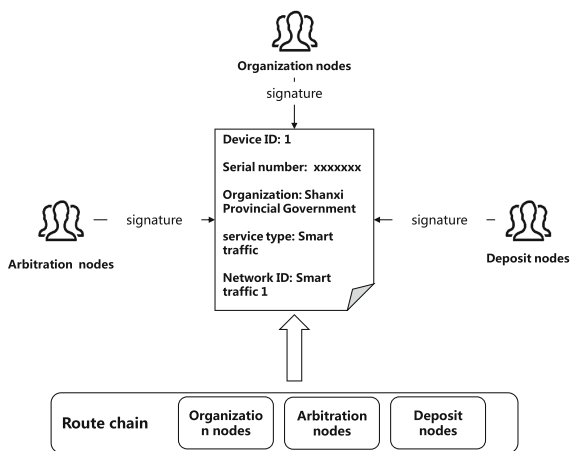 Organization nodes
signature
Device ID: 1
Serial number:  xxxxxxx
Organization: Shanxi
Provincial Government
service type: Smart
traffic
Network ID: Smart
traffic 1
signature
Arbitration  nodes
signature
Deposit nodes
Route chain
Organizatio
n nodes
Arbitration
nodes
Deposit
nodes